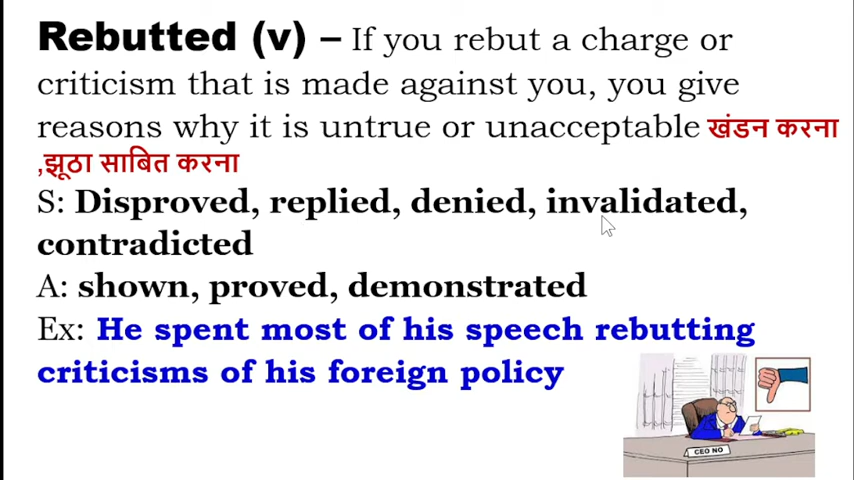 Rebutted (v) – If you rebut a charge or
criticism that is made against you, you give
reasons why it is untrue or unacceptable खंडन करना
,झूठा साबित करना
S: Disproved, replied, denied, invalidated,
contradicted
A: shown, proved, demonstrated
Ex: He spent most of his speech rebutting
criticisms of his foreign policy
CEO NO